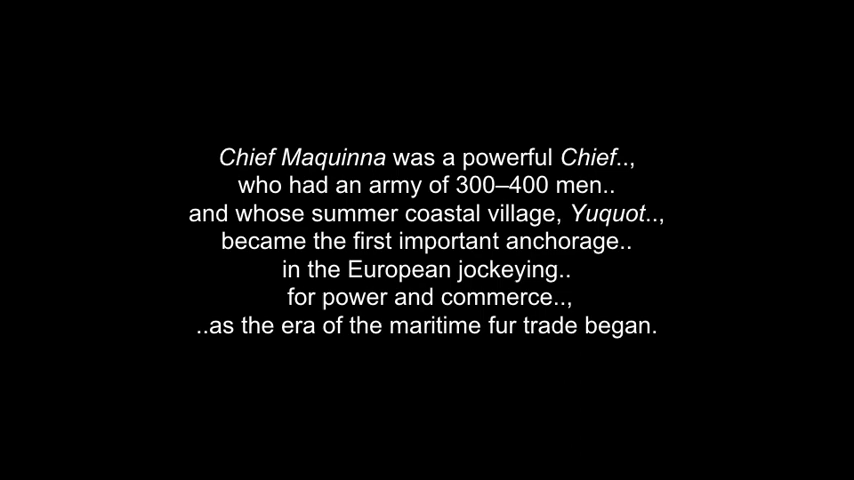 Chief Maquinna was a powerful Chief..,
who had an army of 300–400 men..
and whose summer coastal village, Yuquot..,
became the first important anchorage..
in the European jockeying..
for power and commerce..,
..as the era of the maritime fur trade began.